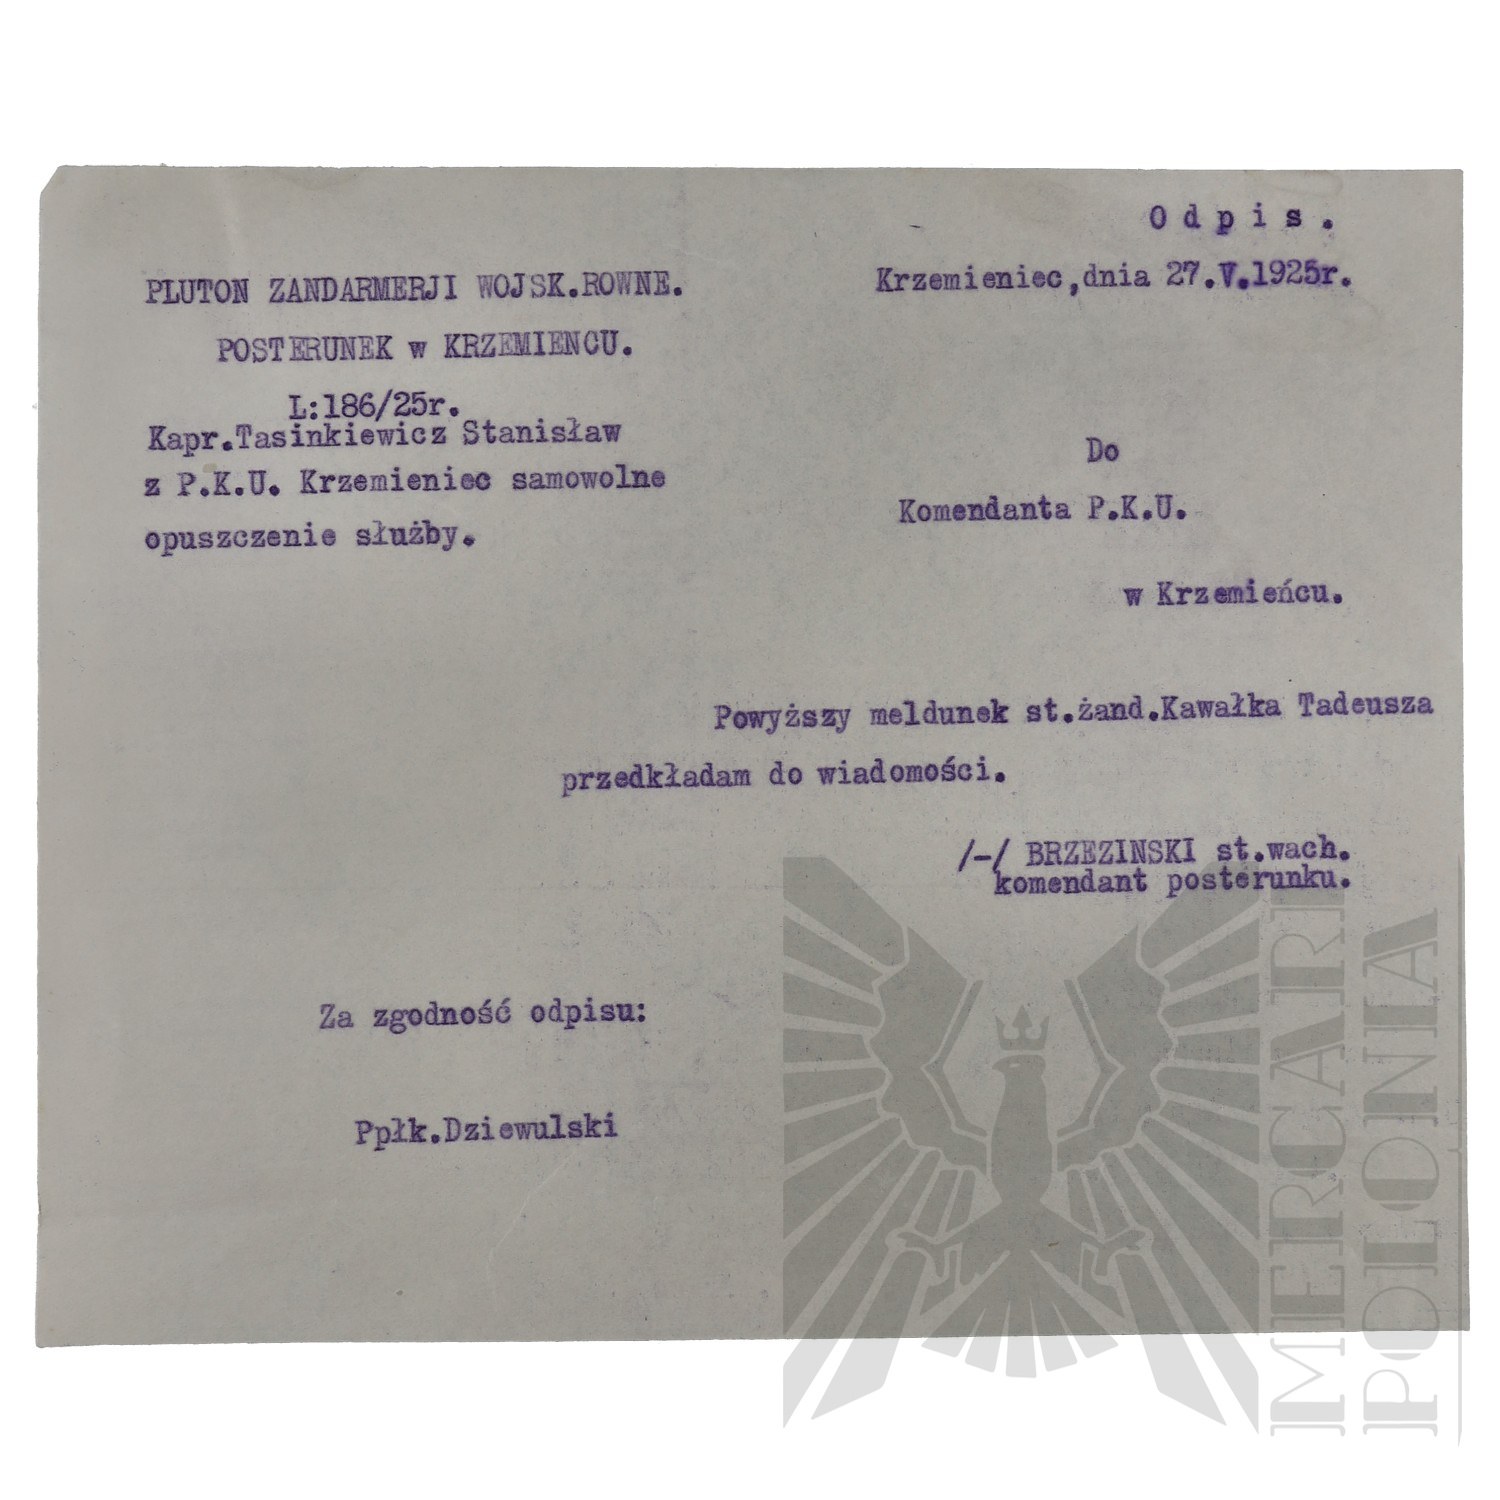 Odpis.
PLUTON ZANDARMERJI WOJSK.ROWNE.
Krzemieniec,dnia 27.V.1925r.
POSTERUNEK w KRZEMIENCU.
L:186/25r.
Kapr.Tasinkiewicz Stanisław
z P.K.U. Krzemieniec samowolne
opuszczenie służby.
Do
Komendanta P.K.U.
w Krzemieńcu.
Powyższy meldunek st.żand.Kawałka Tadeusza
przedkładam do wiadomości.
/-/ BRZEZINSKI st.wach.
komendant posterunku.
Za zgodność odpisu:
Ppłk.Dziewulski
MERCARI
POLONIA